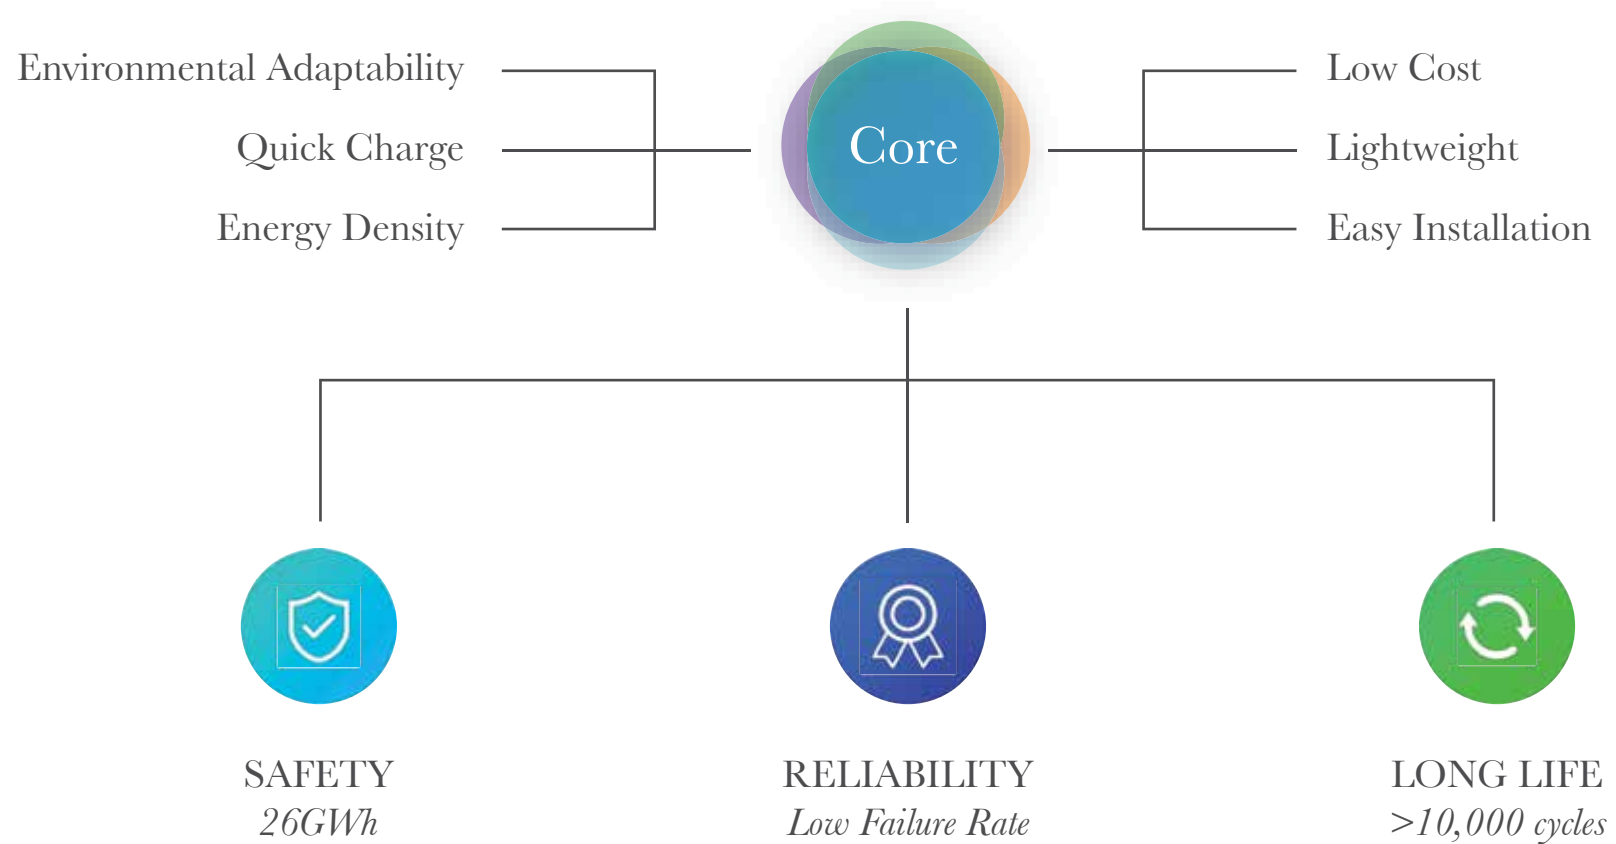 Environmental Adaptability
Quick Charge
Energy Density
Core
Low Cost
Lightweight
Easy Installation
SAFETY
26GWh
RELIABILITY
Low Failure Rate
LONG LIFE
>10,000 cycles